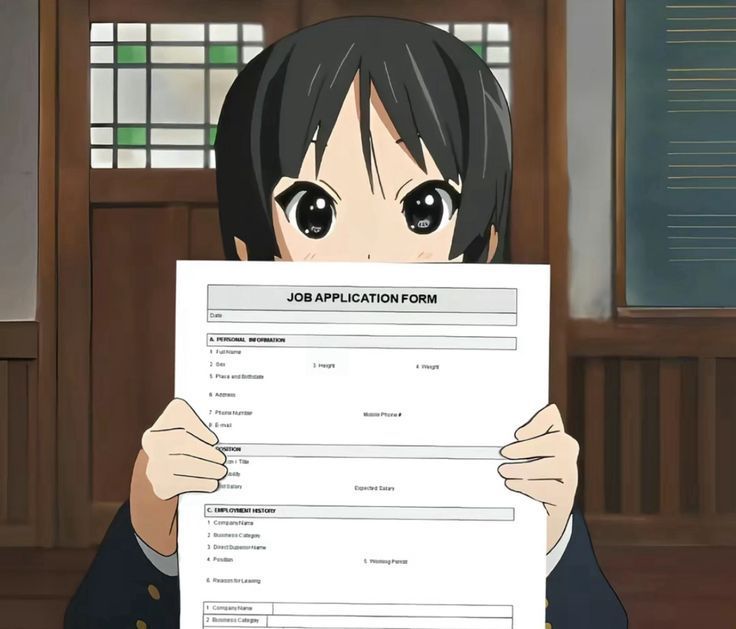 JOB APPLICATION FORM
Date
A. PERSONAL INFORMATION
1 Full Name
2 Sex 3. Height 4. Weight
5. Place and Birthdate
6. Address
7. Phone Number Mobile Phone #
8. E-mail
POSITION
Title
Salary Expected Salary
C. EMPLOYMENT HISTORY
1. Company Name
2. Business Category
3. Direct Superior Name
4. Position 5. Working Period
6. Reason for Leaving
1 Company Name
2 Business Category